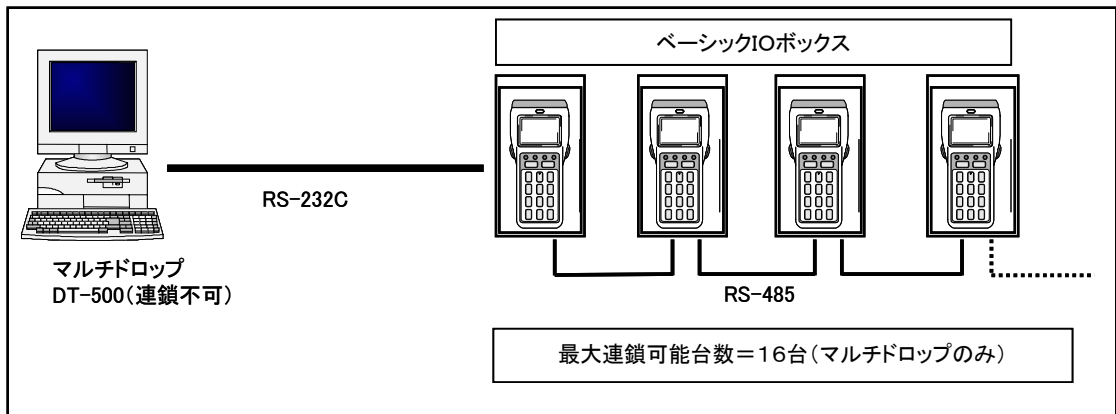 ベーシックIOボックス
RS-232C
マルチドロップ
DT-500(連鎖不可)
RS-485
最大連鎖可能台数=16台(マルチドロップのみ)